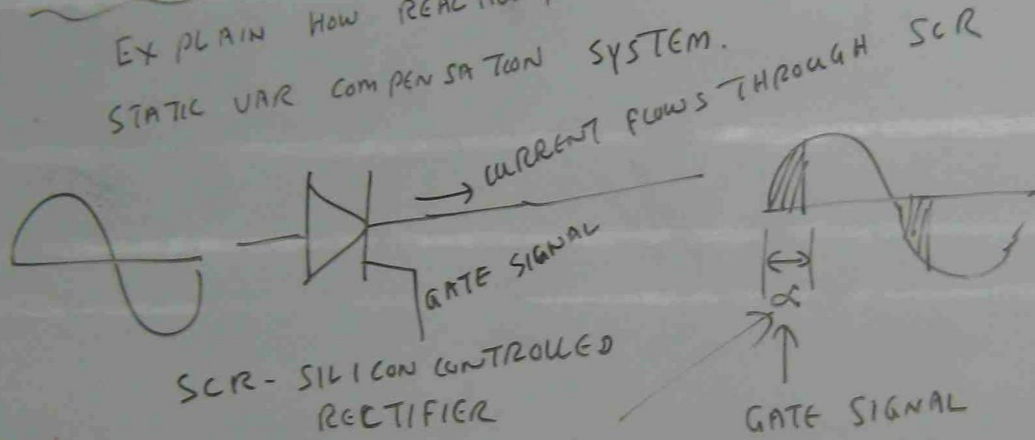 EXPLAIN HOW
STATIC VAR COMPENSATION SYSTEM.
→ CURRENT FLOWS THROUGH SCR
GATE SIGNAL
α
SCR - SILICON CONTROLLED
RECTIFIER
GATE SIGNAL